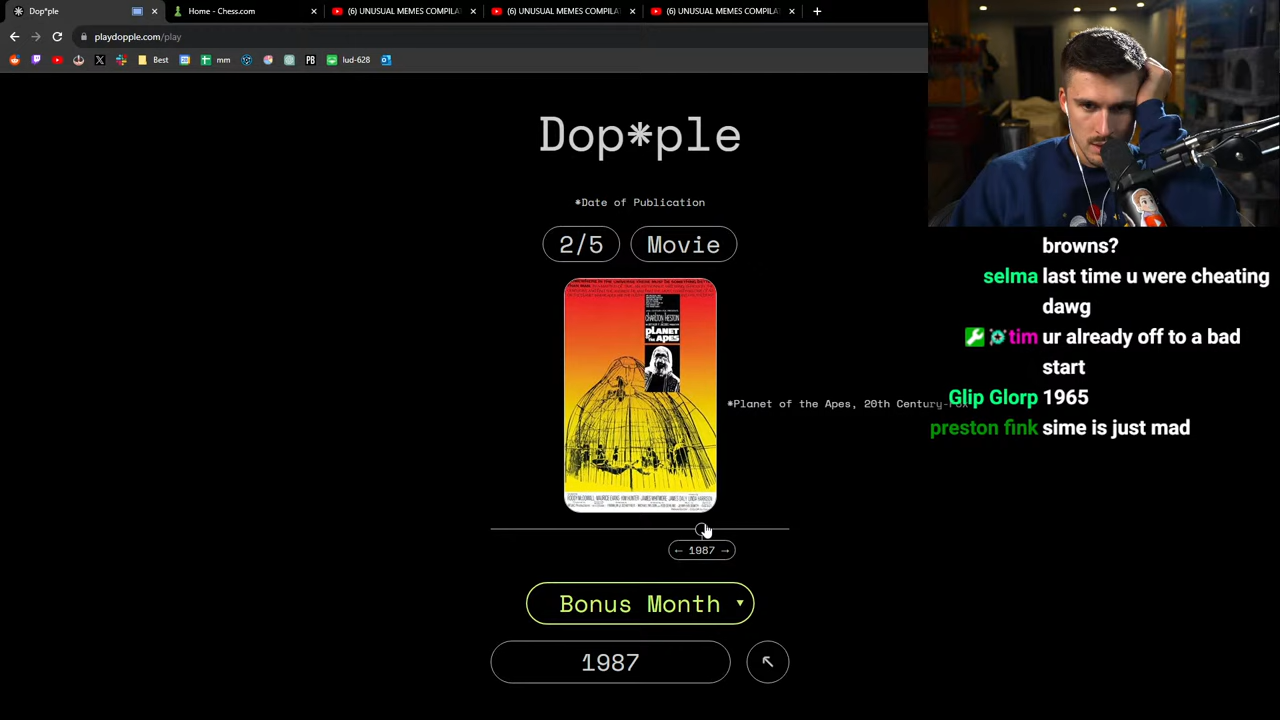 Dop*ple
Home - Chess.com
(6) UNUSUAL MEMES COMPILA
(6) UNUSUAL MEMES COMPILA
(6) UNUSUAL MEMES COMPILA
playdopple.com/play
Best
mm
PB
lud-628
Dop*ple
*Date of Publication
2/5
Movie
CHARLTON HESTON
PLANET
OF THE APES
*Planet of the Apes, 20th Century-Fox
← 1987 →
Bonus Month ▾
1987
browns?
selma last time u were cheating
dawg
tim ur already off to a bad
start
Glip Glorp 1965
preston fink sime is just mad